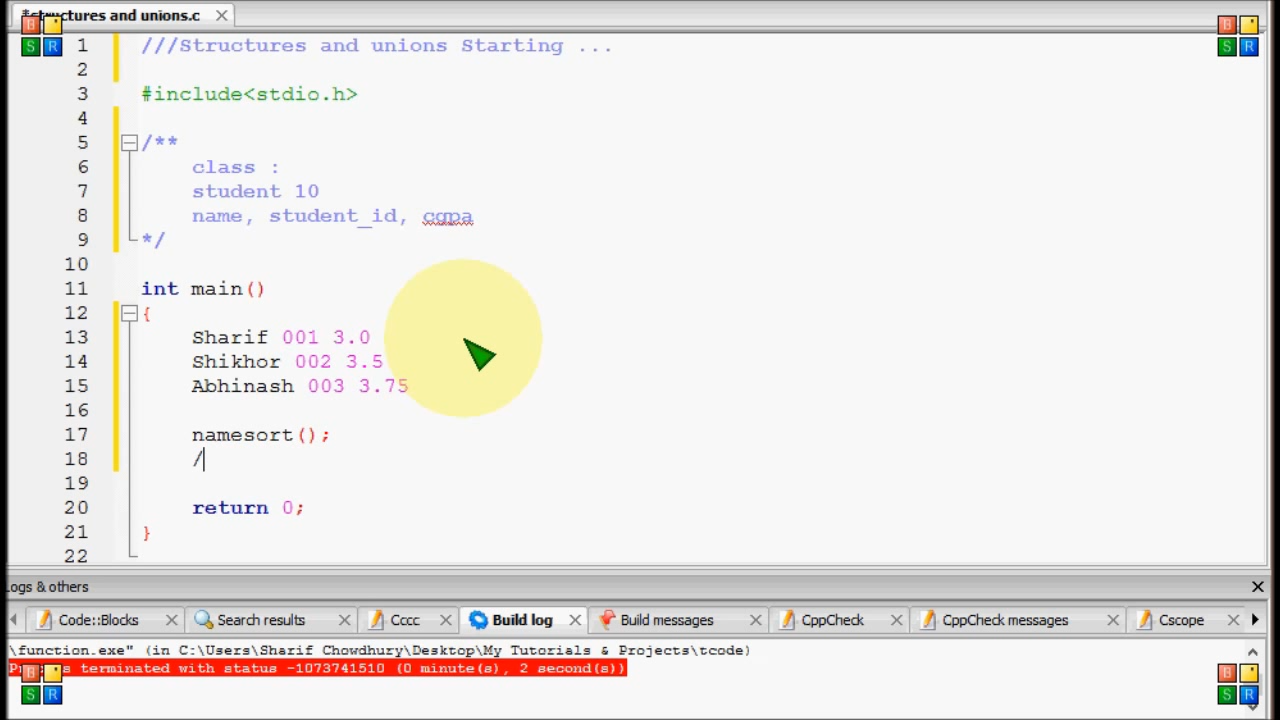 *structures and unions.c
B
S R
B
S R
1 ///Structures and unions Starting ...
2
3 #include<stdio.h>
4
5 /**
6 class :
7 student 10
8 name, student_id, cgpa
9 */
10
11 int main()
12 {
13 Sharif 001 3.0
14 Shikhor 002 3.5
15 Abhinash 003 3.75
16
17 namesort();
18 /
19
20 return 0;
21 }
22
Logs & others
Code::Blocks Search results Cccc Build log Build messages CppCheck CppCheck messages Cscope
\function.exe" (in C:\Users\Sharif Chowdhury\Desktop\My Tutorials & Projects\tcode)
terminated with status -1073741510 (0 minute(s), 2 second(s))
B
S R
B
S R